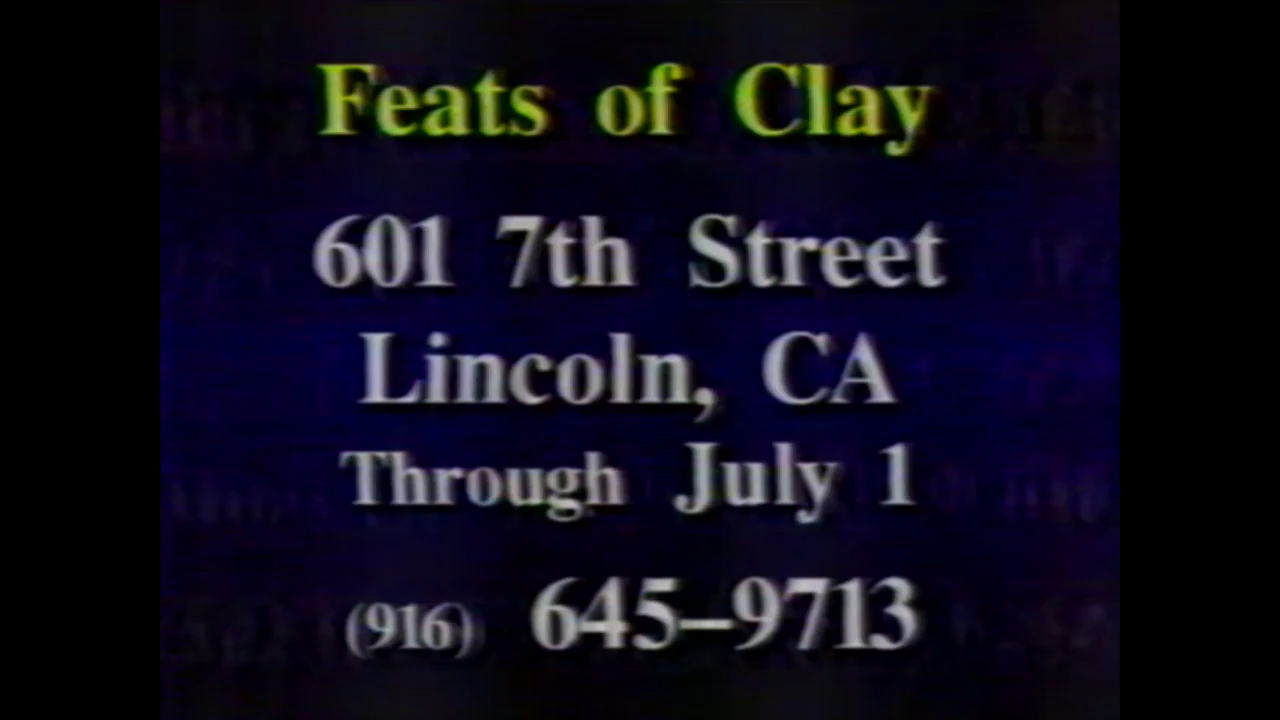 Feats of Clay
601 7th Street
Lincoln, CA
Through July 1
(916) 645–9713